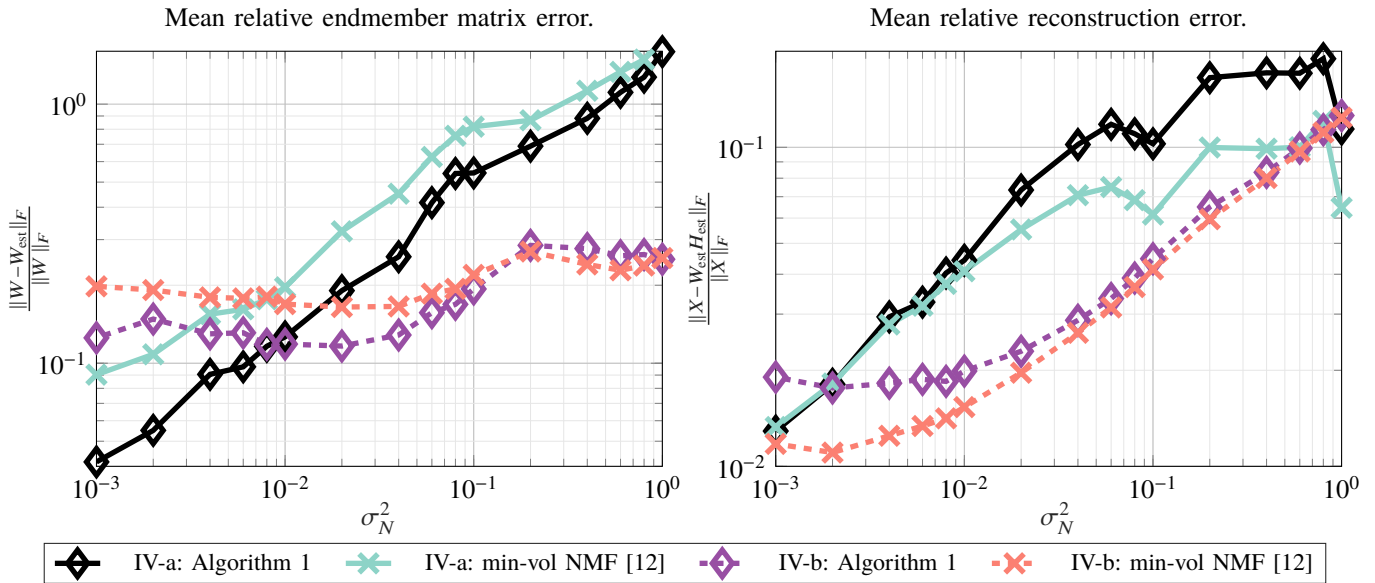 Mean relative endmember matrix error.
10^0
10^-1
||W−W_est||_F
||W||_F
10^-3 10^-2 10^-1 10^0
σ_N^2
Mean relative reconstruction error.
10^-1
10^-2
||X−W_est H_est||_F
||X||_F
10^-3 10^-2 10^-1 10^0
σ_N^2
IV-a: Algorithm 1 IV-a: min-vol NMF [12] IV-b: Algorithm 1 IV-b: min-vol NMF [12]